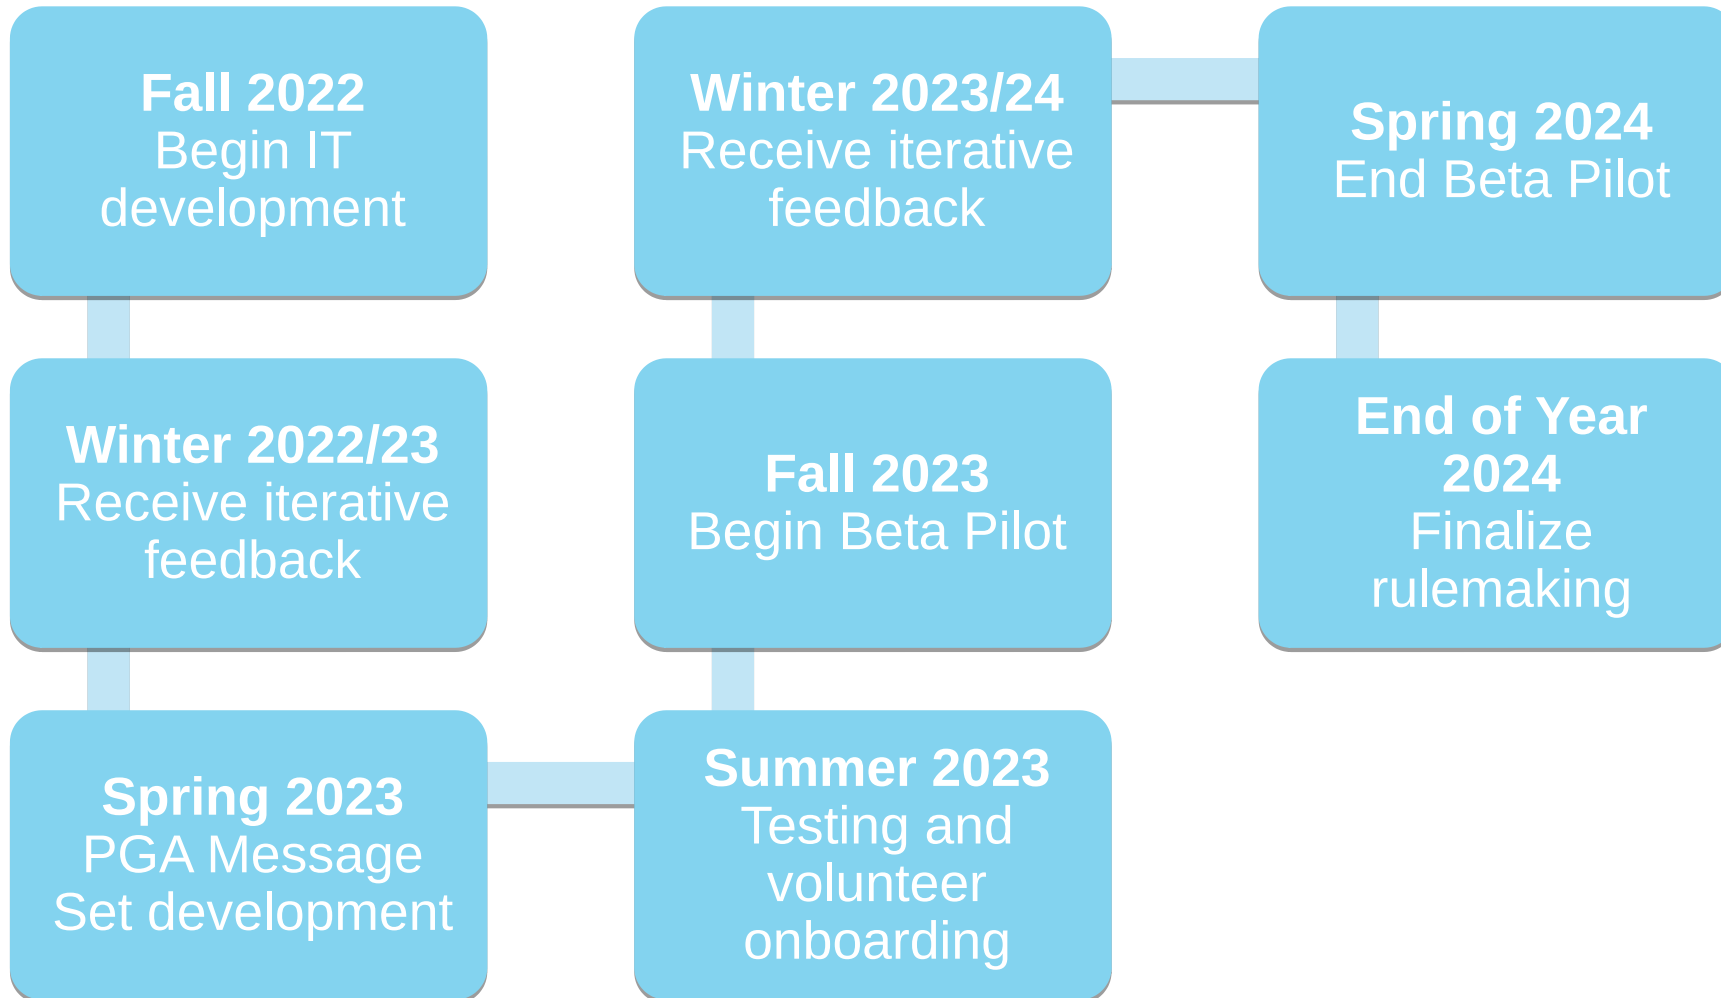 Fall 2022
Begin IT
development
Winter 2022/23
Receive iterative
feedback
Spring 2023
PGA Message
Set development
Summer 2023
Testing and
volunteer
onboarding
Fall 2023
Begin Beta Pilot
Winter 2023/24
Receive iterative
feedback
Spring 2024
End Beta Pilot
End of Year
2024
Finalize
rulemaking